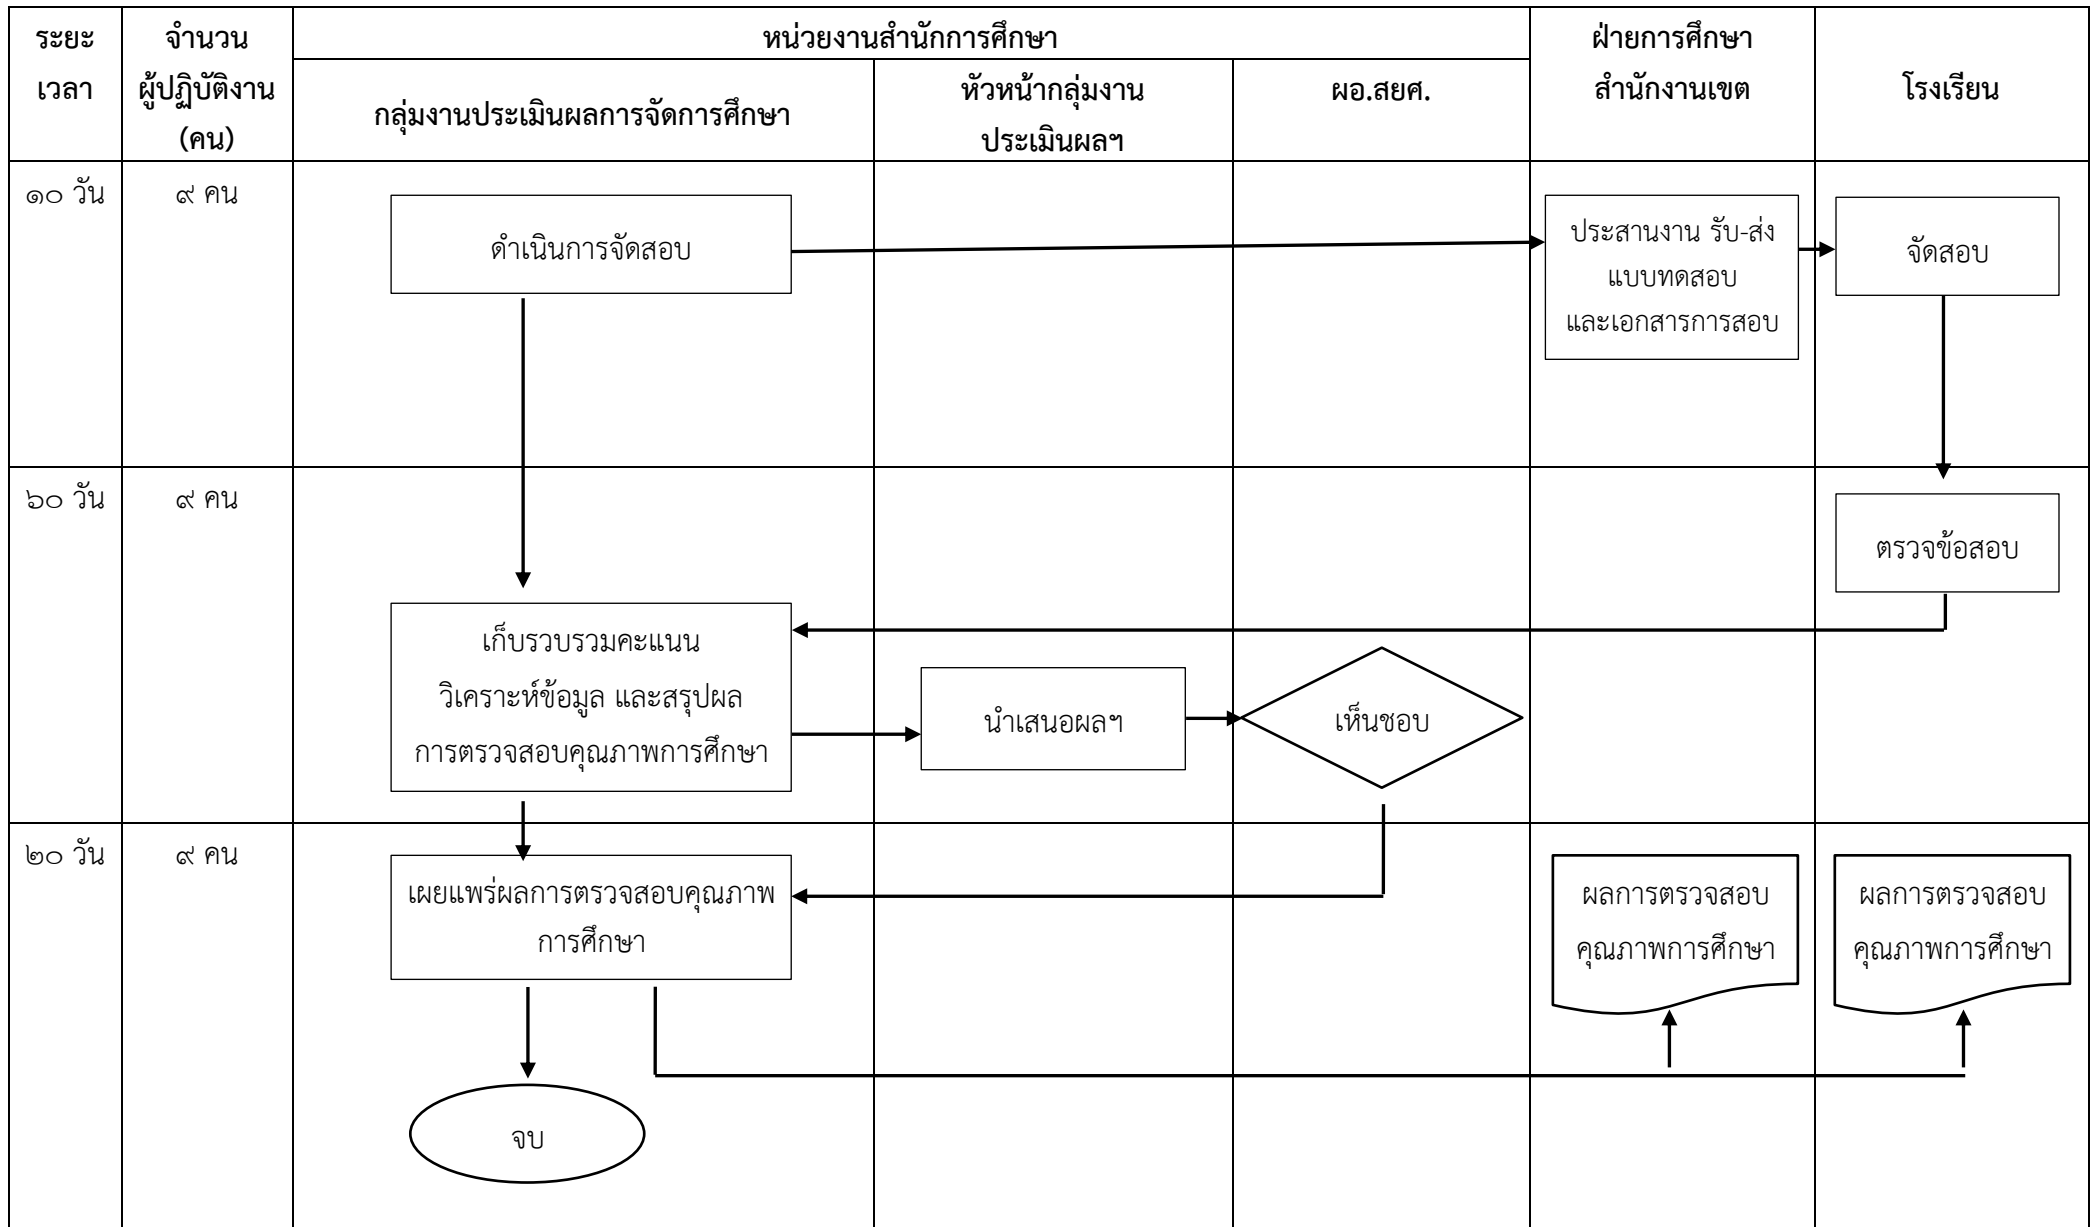 ระยะ
เวลา
จำนวน
ผู้ปฏิบัติงาน
(คน)
หน่วยงานสำนักการศึกษา
กลุ่มงานประเมินผลการจัดการศึกษา
หัวหน้ากลุ่มงาน
ประเมินผลฯ
ผอ.สยศ.
ฝ่ายการศึกษา
สำนักงานเขต
โรงเรียน
๑๐ วัน
๙ คน
ดำเนินการจัดสอบ
ประสานงาน รับ-ส่ง
แบบทดสอบ
และเอกสารการสอบ
จัดสอบ
๖๐ วัน
๙ คน
ตรวจข้อสอบ
เก็บรวบรวมคะแนน
วิเคราะห์ข้อมูล และสรุปผล
การตรวจสอบคุณภาพการศึกษา
นำเสนอผลฯ
เห็นชอบ
๒๐ วัน
๙ คน
เผยแพร่ผลการตรวจสอบคุณภาพ
การศึกษา
ผลการตรวจสอบ
คุณภาพการศึกษา
ผลการตรวจสอบ
คุณภาพการศึกษา
จบ